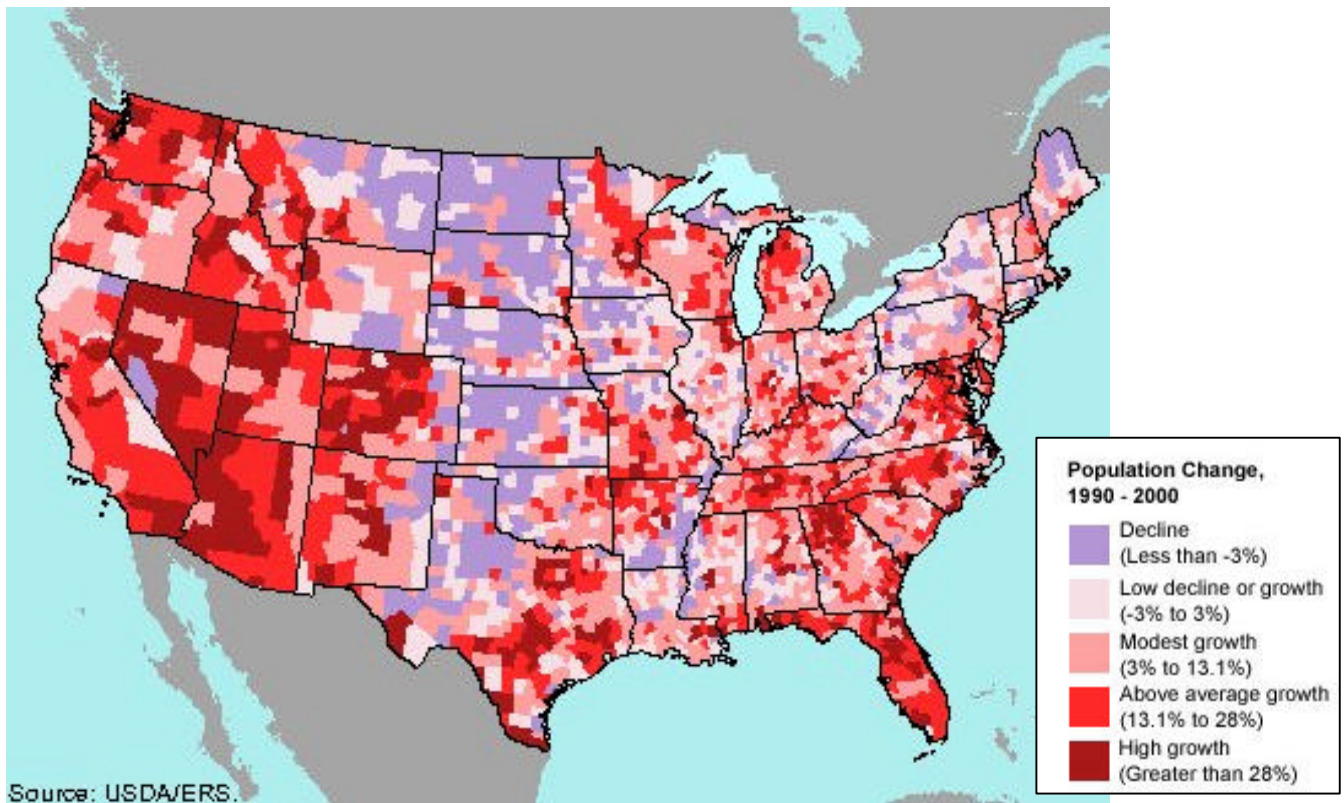 Population Change,
1990 - 2000
Decline
(Less than -3%)
Low decline or growth
(-3% to 3%)
Modest growth
(3% to 13.1%)
Above average growth
(13.1% to 28%)
High growth
(Greater than 28%)
Source: USDA/ERS.